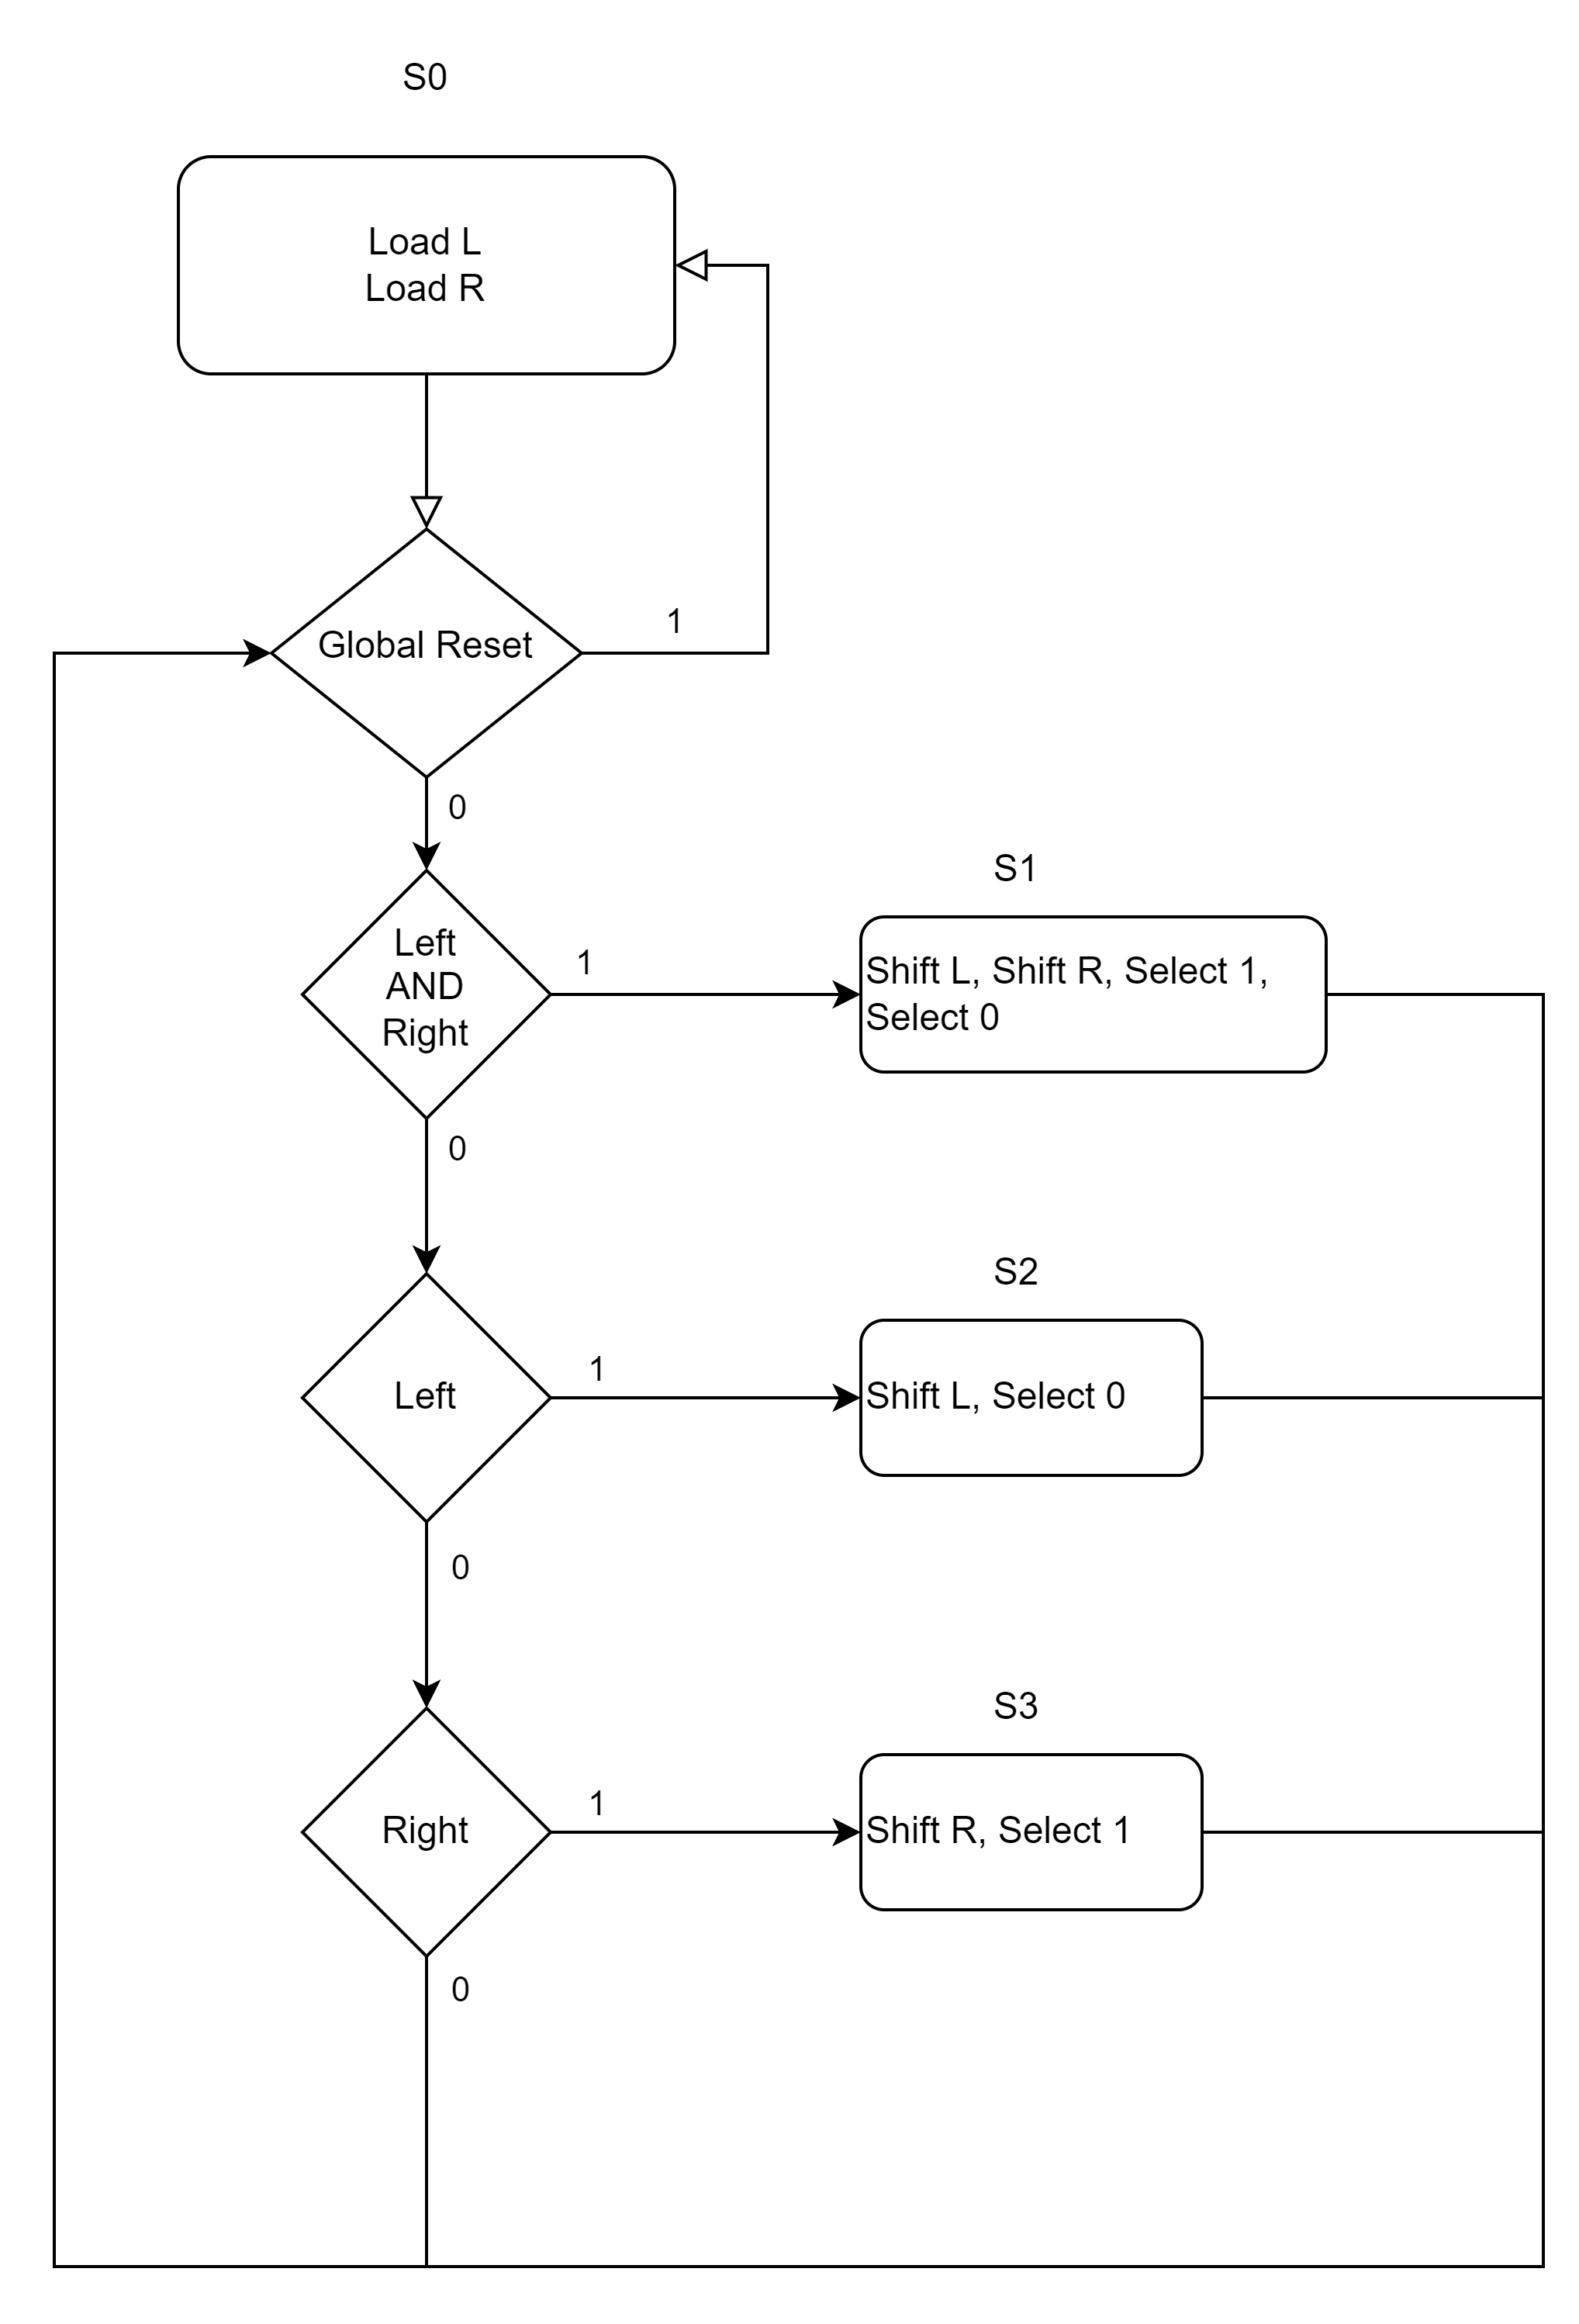 S0
Load L
Load R
Global Reset
1
0
Left
AND
Right
1
S1
Shift L, Shift R, Select 1,
Select 0
0
Left
1
S2
Shift L, Select 0
0
Right
1
S3
Shift R, Select 1
0